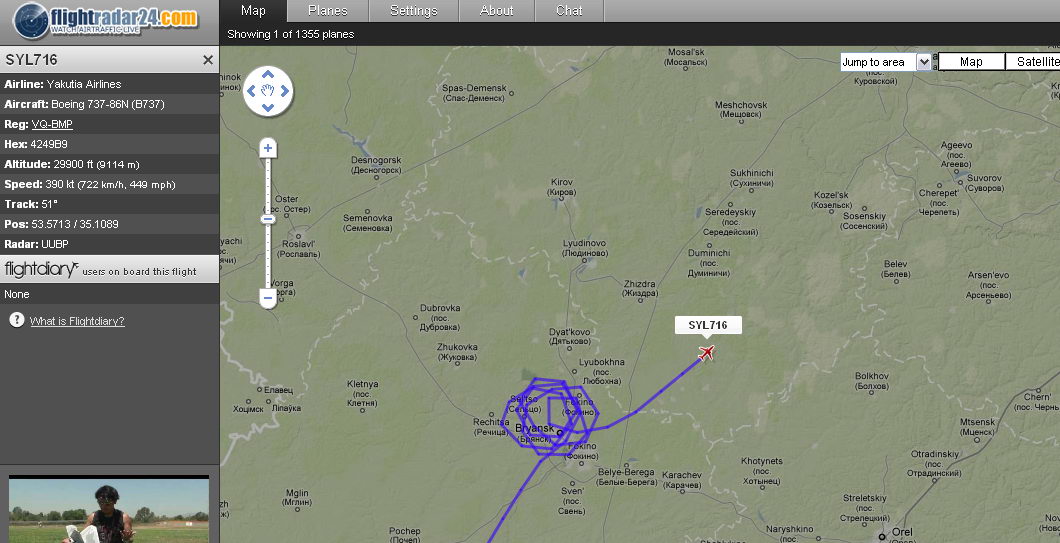 flightradar24.com
WATCH AIRTRAFFIC LIVE
Map
Planes
Settings
About
Chat
Showing 1 of 1355 planes
SYL716
Airline: Yakutia Airlines
Aircraft: Boeing 737-86N (B737)
Reg: VQ-BMP
Hex: 4249B9
Altitude: 29900 ft (9114 m)
Speed: 390 kt (722 km/h, 449 mph)
Track: 51°
Pos: 53.5713 / 35.1089
Radar: UUBP
flightdiary users on board this flight
None
? What is Flightdiary?
Jump to area
Map
Satellite
Mosal'sk
(Мосальск)
(пос.
Куровской)
Spas-Demensk
(Спас-Деменск)
Meshchovsk
(Мещовск)
Desnogorsk
(Десногорск)
Ageevo
(пос.
Агеево)
Suvorov
(Суворов)
Sukhinichi
(Сухиничи)
Kirov
(Киров)
Kozel'sk
(Козельск)
Cherepet'
(пос.
Черепеть)
Oster
(пос. Остер)
Semenovka
(Семеновка)
Seredeyskiy
(пос.
Середейский)
Sosenskiy
(Сосенский)
Roslavl'
(Рославль)
Lyudinovo
(Людиново)
Duminichi
(пос.
Думиничи)
Belev
(Белев)
Arsen'evo
(пос.
Арсеньево)
Zhizdra
(Жиздра)
Dubrovka
(пос.
Дубровка)
SYL716
Dyat'kovo
(Дятьково)
Zhukovka
(Жуковка)
Lyubokhna
(пос.
Любохна)
Bolkhov
(Болхов)
Kletnya
(пос.
Клетня)
Елавец
Хоцімск
Ліпаўка
Sel'tso
(Сельцо)
Fokino
(Фокино)
Rechitsa
(Речица)
Bryansk
(Брянск)
Fokino
(Фокино)
Mtsensk
(Мценск)
Chern'
(пос. Чернь)
Khotynets
(пос.
Хотынец)
Otradinskiy
(пос.
Отрадинский)
Belye-Berega
(Белые-Берега)
Karachev
(Карачев)
Sven'
(пос.
Свень)
Mglin
(Мглин)
Streletskiy
(пос.
Стрелецкий)
Pochep
(Почеп)
Naryshkino
(пос.
Orel